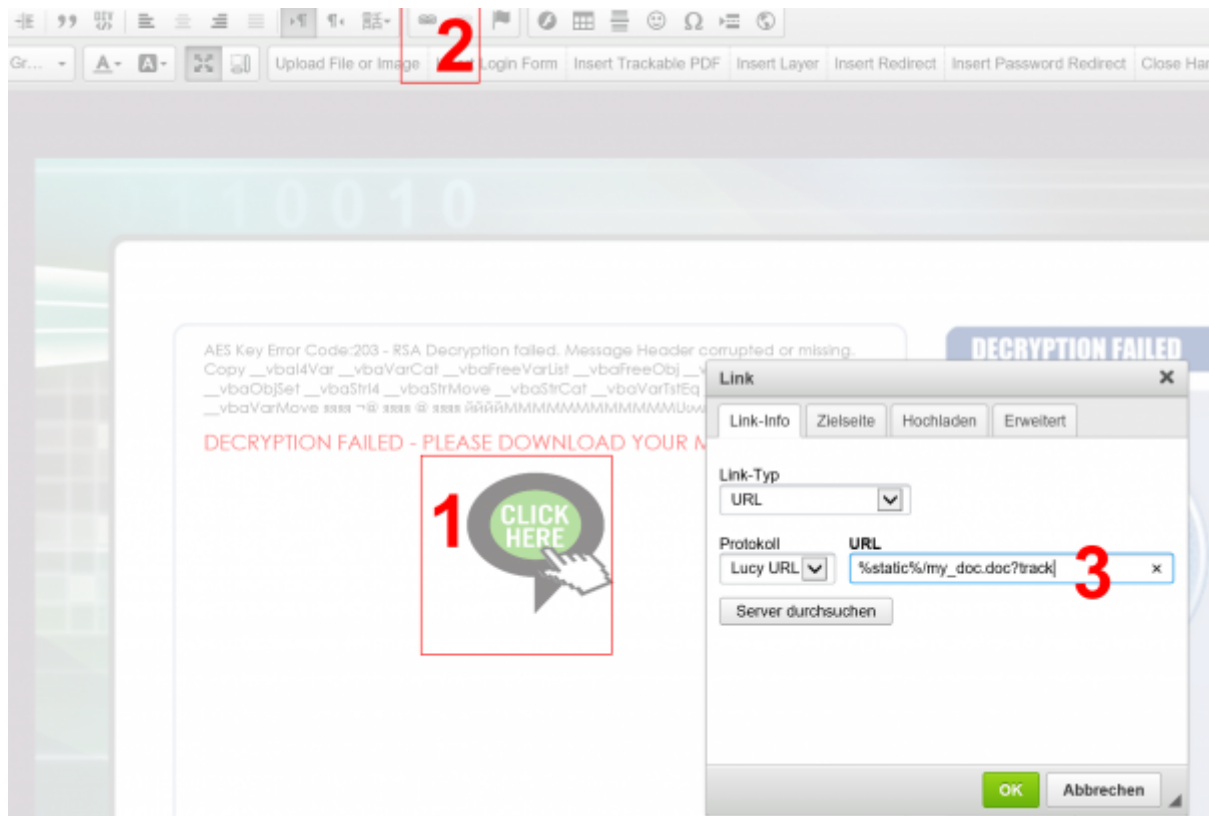 Gr...
A
A
Upload File or Image
Login Form
Insert Trackable PDF
Insert Layer
Insert Redirect
Insert Password Redirect
Close
2
110010
AES Key Error Code:203 - RSA Decryption failed. Message Header corrupted or missing.
Copy __vbaI4Var __vbaVarCat __vbaFreeVarList __vbaFreeObj
__vbaObjSet __vbaStrI4 __vbaStrMove __vbaStrCat __vbaVarTstEq
__vbaVarMove
DECRYPTION FAILED - PLEASE DOWNLOAD YOUR
DECRYPTION FAILED
1
CLICK
HERE
Link
Link-Info Zielseite Hochladen Erweitert
Link-Typ
URL
Protokoll URL
Lucy URL %static%/my_doc.doc?track
3
Server durchsuchen
OK Abbrechen